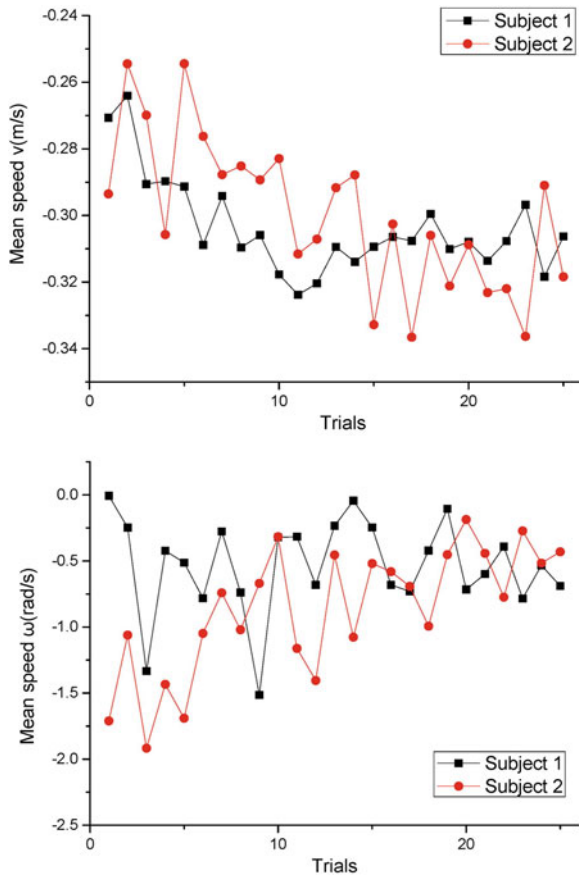 -0.24
Subject 1
Subject 2
-0.26
-0.28
-0.30
-0.32
-0.34
Mean speed v(m/s)
0
10
20
Trials
0.0
-0.5
-1.0
-1.5
-2.0
-2.5
Mean speed ω(rad/s)
Subject 1
Subject 2
0
10
20
Trials